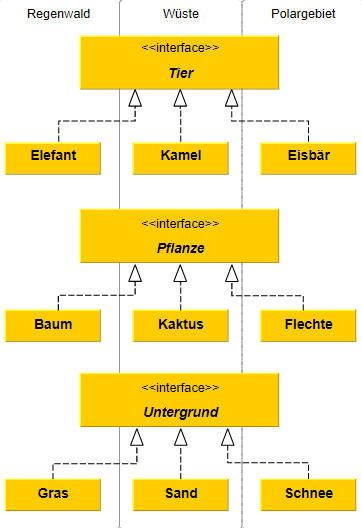 Regenwald Wüste Polargebiet
<<interface>>
Tier
Elefant Kamel Eisbär
<<interface>>
Pflanze
Baum Kaktus Flechte
<<interface>>
Untergrund
Gras Sand Schnee